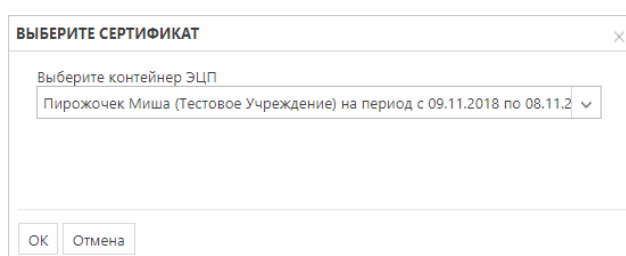 ВЫБЕРИТЕ СЕРТИФИКАТ
Выберите контейнер ЭЦП
Пирожочек Миша (Тестовое Учреждение) на период с 09.11.2018 по 08.11.2
ОК Отмена